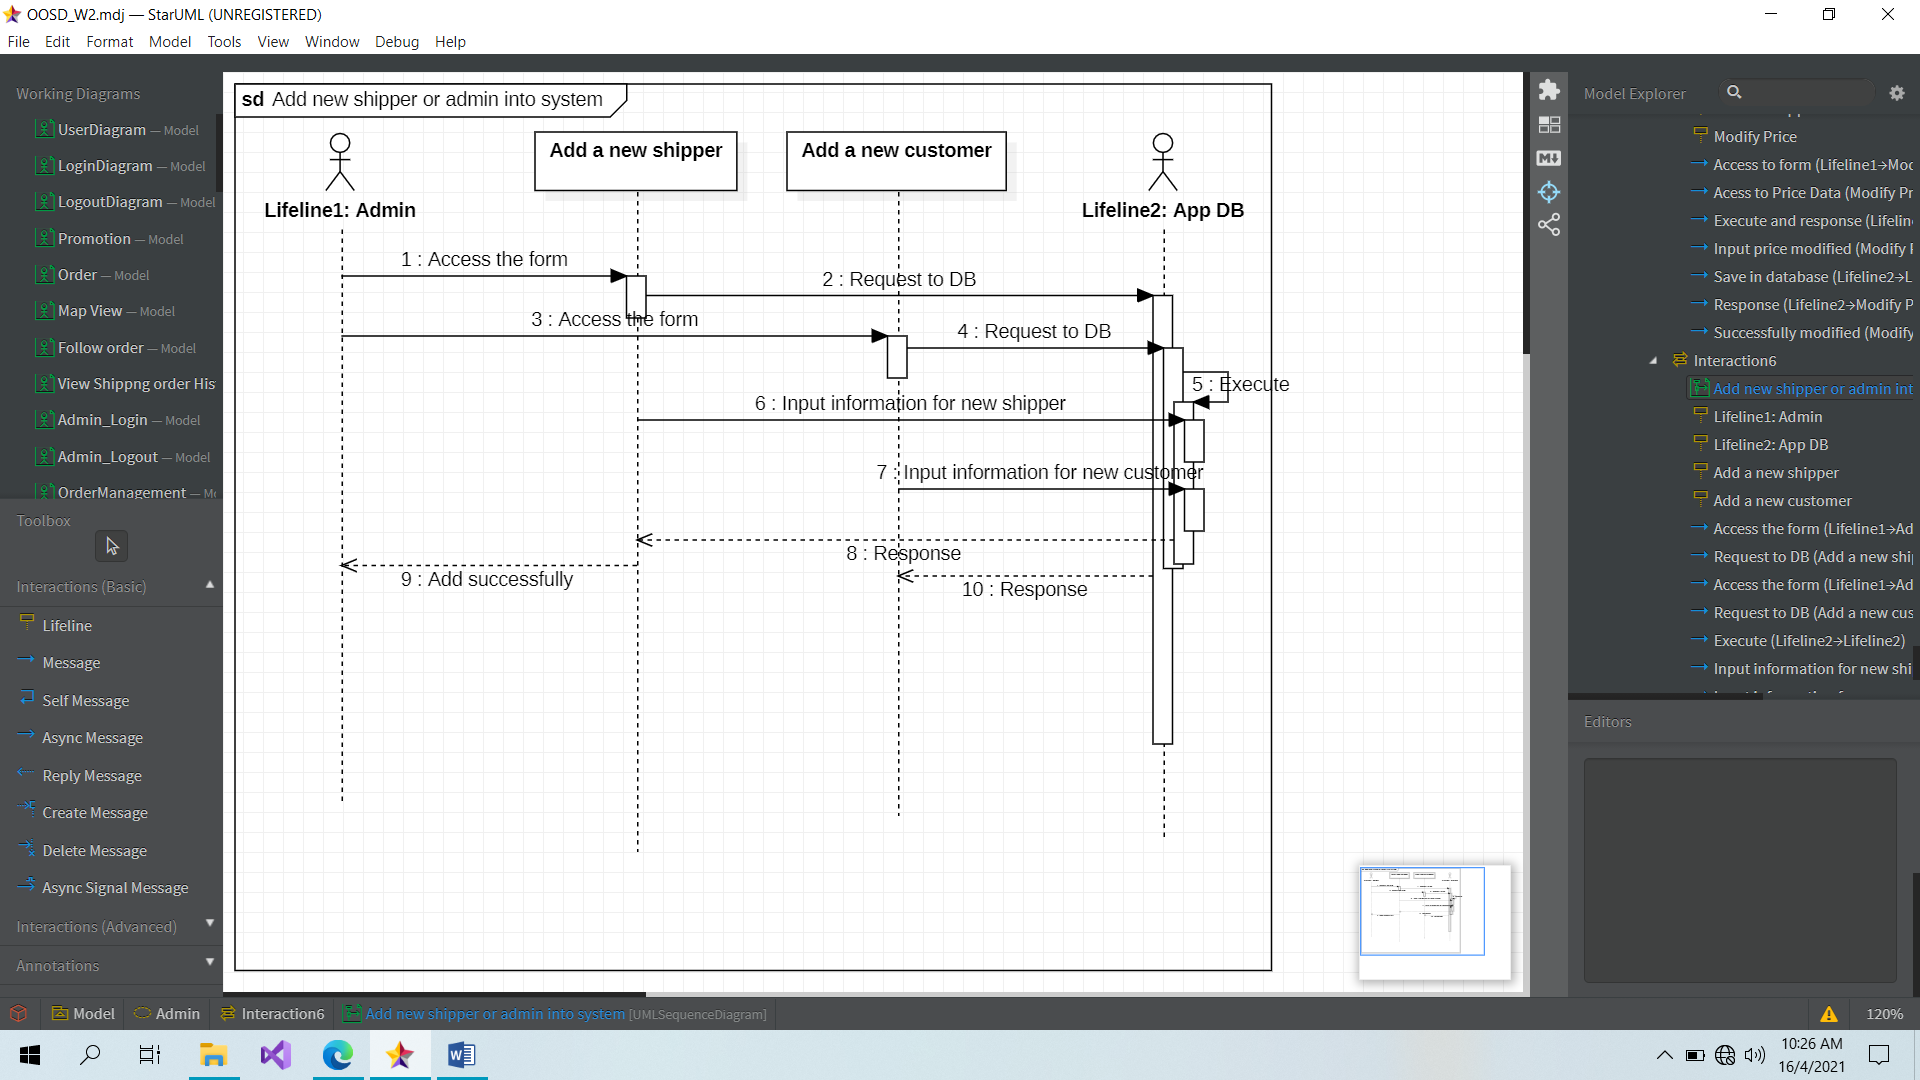 OOSD_W2.mdj — StarUML (UNREGISTERED)
File Edit Format Model Tools View Window Debug Help
Working Diagrams
UserDiagram — Model
LoginDiagram — Model
LogoutDiagram — Model
Promotion — Model
Order — Model
Map View — Model
Follow order — Model
View Shippng order His
Admin_Login — Model
Admin_Logout — Model
OrderManagement — Mo
Toolbox
Interactions (Basic)
Lifeline
Message
Self Message
Async Message
Reply Message
Create Message
Delete Message
Async Signal Message
Interactions (Advanced)
Annotations
sd Add new shipper or admin into system
Add a new shipper
Add a new customer
Lifeline1: Admin
Lifeline2: App DB
1 : Access the form
2 : Request to DB
3 : Access the form
4 : Request to DB
5 : Execute
6 : Input information for new shipper
7 : Input information for new customer
8 : Response
9 : Add successfully
10 : Response
Model Explorer
Modify Price
Access to form (Lifeline1→Moc
Acess to Price Data (Modify Pr
Execute and response (Lifelin
Input price modified (Modify F
Save in database (Lifeline2→L
Response (Lifeline2→Modify P
Successfully modified (Modify
Interaction6
Add new shipper or admin int
Lifeline1: Admin
Lifeline2: App DB
Add a new shipper
Add a new customer
Access the form (Lifeline1→Ad
Request to DB (Add a new ship
Access the form (Lifeline1→Ad
Request to DB (Add a new cus
Execute (Lifeline2→Lifeline2)
Input information for new shi
Editors
Model Admin Interaction6 Add new shipper or admin into system [UMLSequenceDiagram]
120%
10:26 AM
16/4/2021